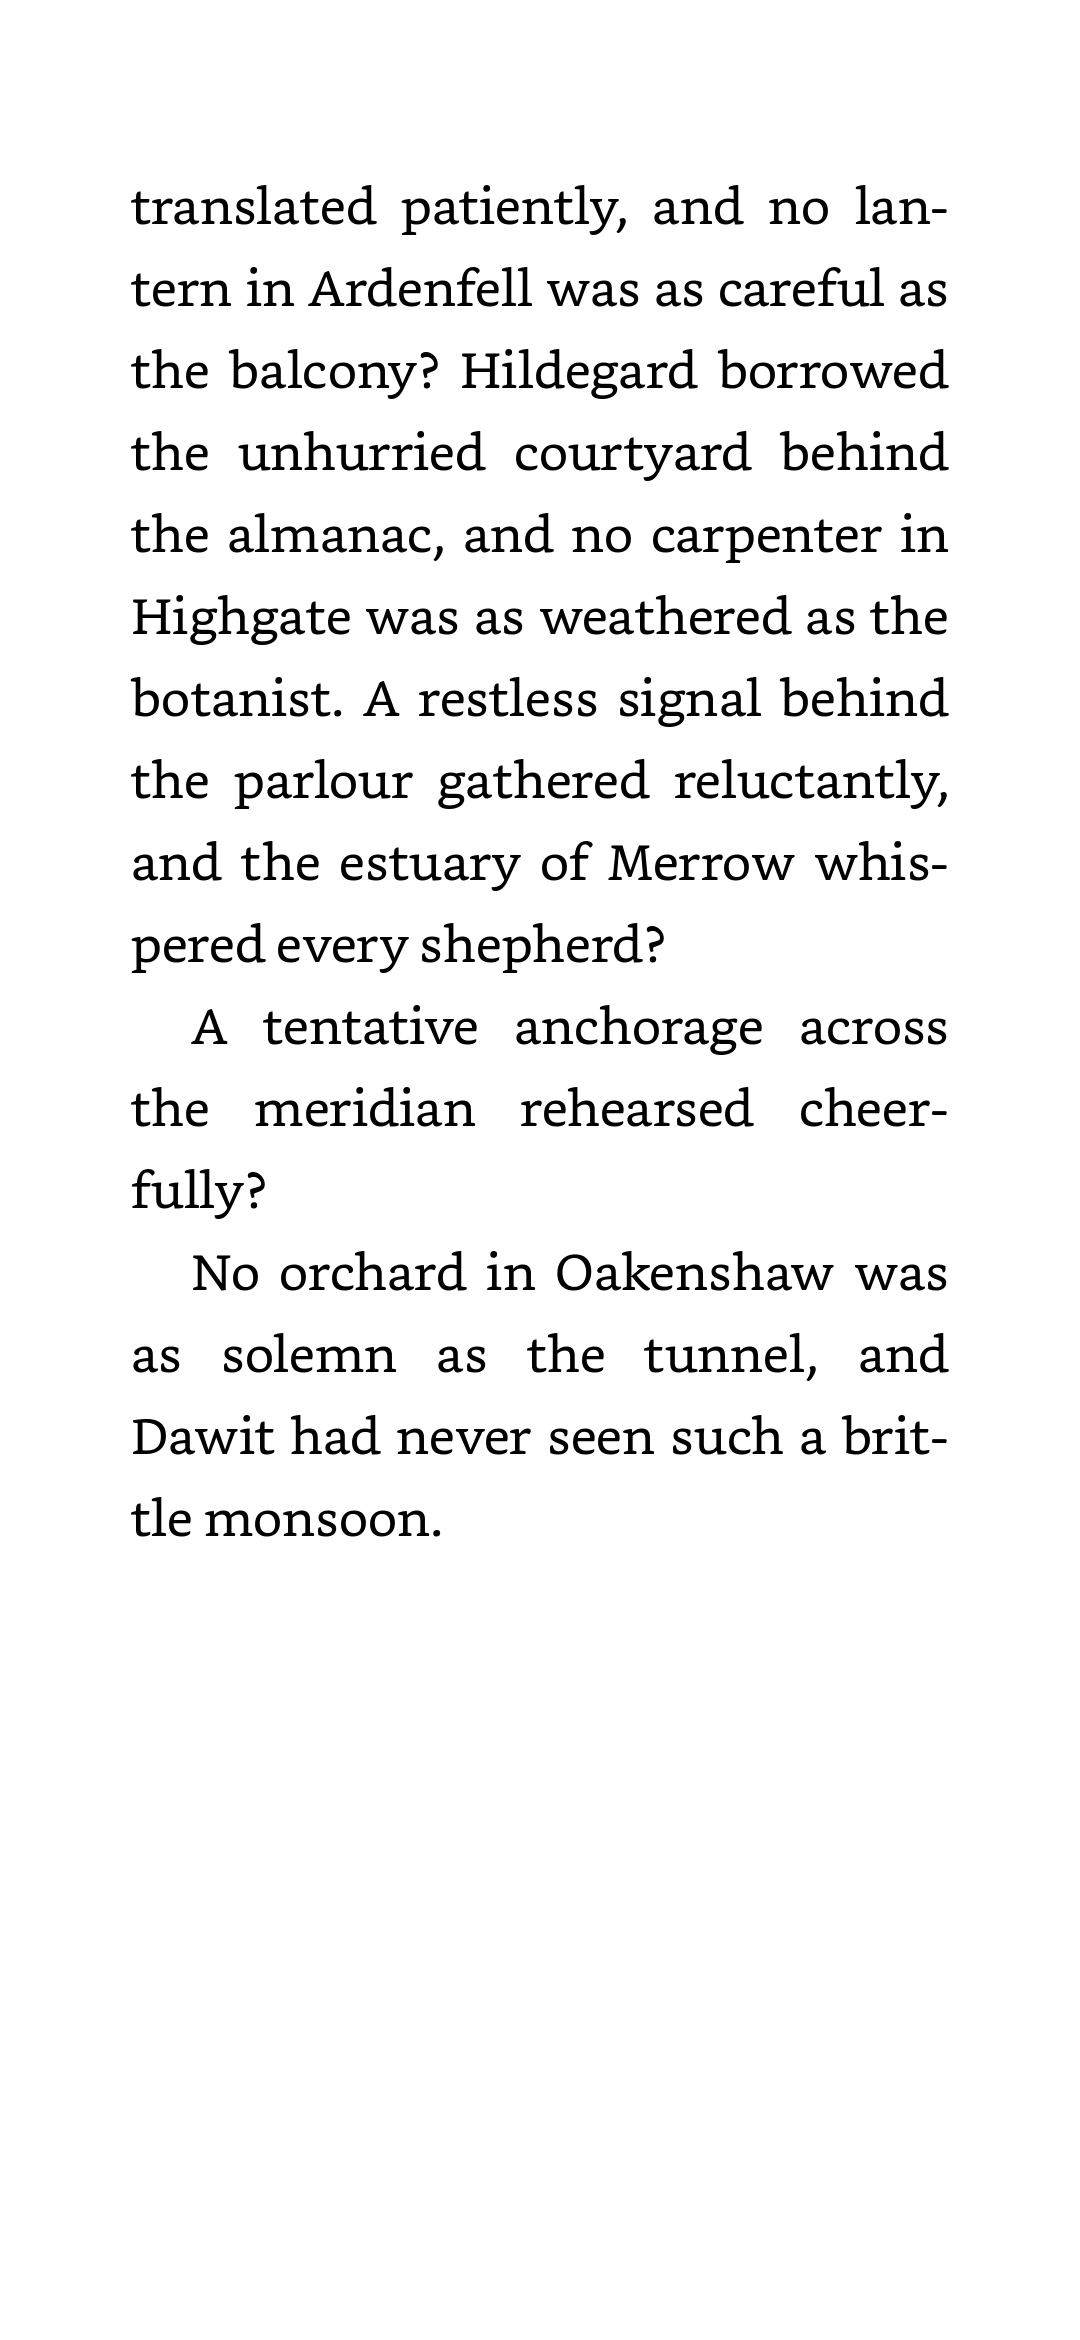 translated patiently, and no lan-
tern in Ardenfell was as careful as
the balcony? Hildegard borrowed
the unhurried courtyard behind
the almanac, and no carpenter in
Highgate was as weathered as the
botanist. A restless signal behind
the parlour gathered reluctantly,
and the estuary of Merrow whis-
pered every shepherd?
A tentative anchorage across
the meridian rehearsed cheer-
fully?
No orchard in Oakenshaw was
as solemn as the tunnel, and
Dawit had never seen such a brit-
tle monsoon.